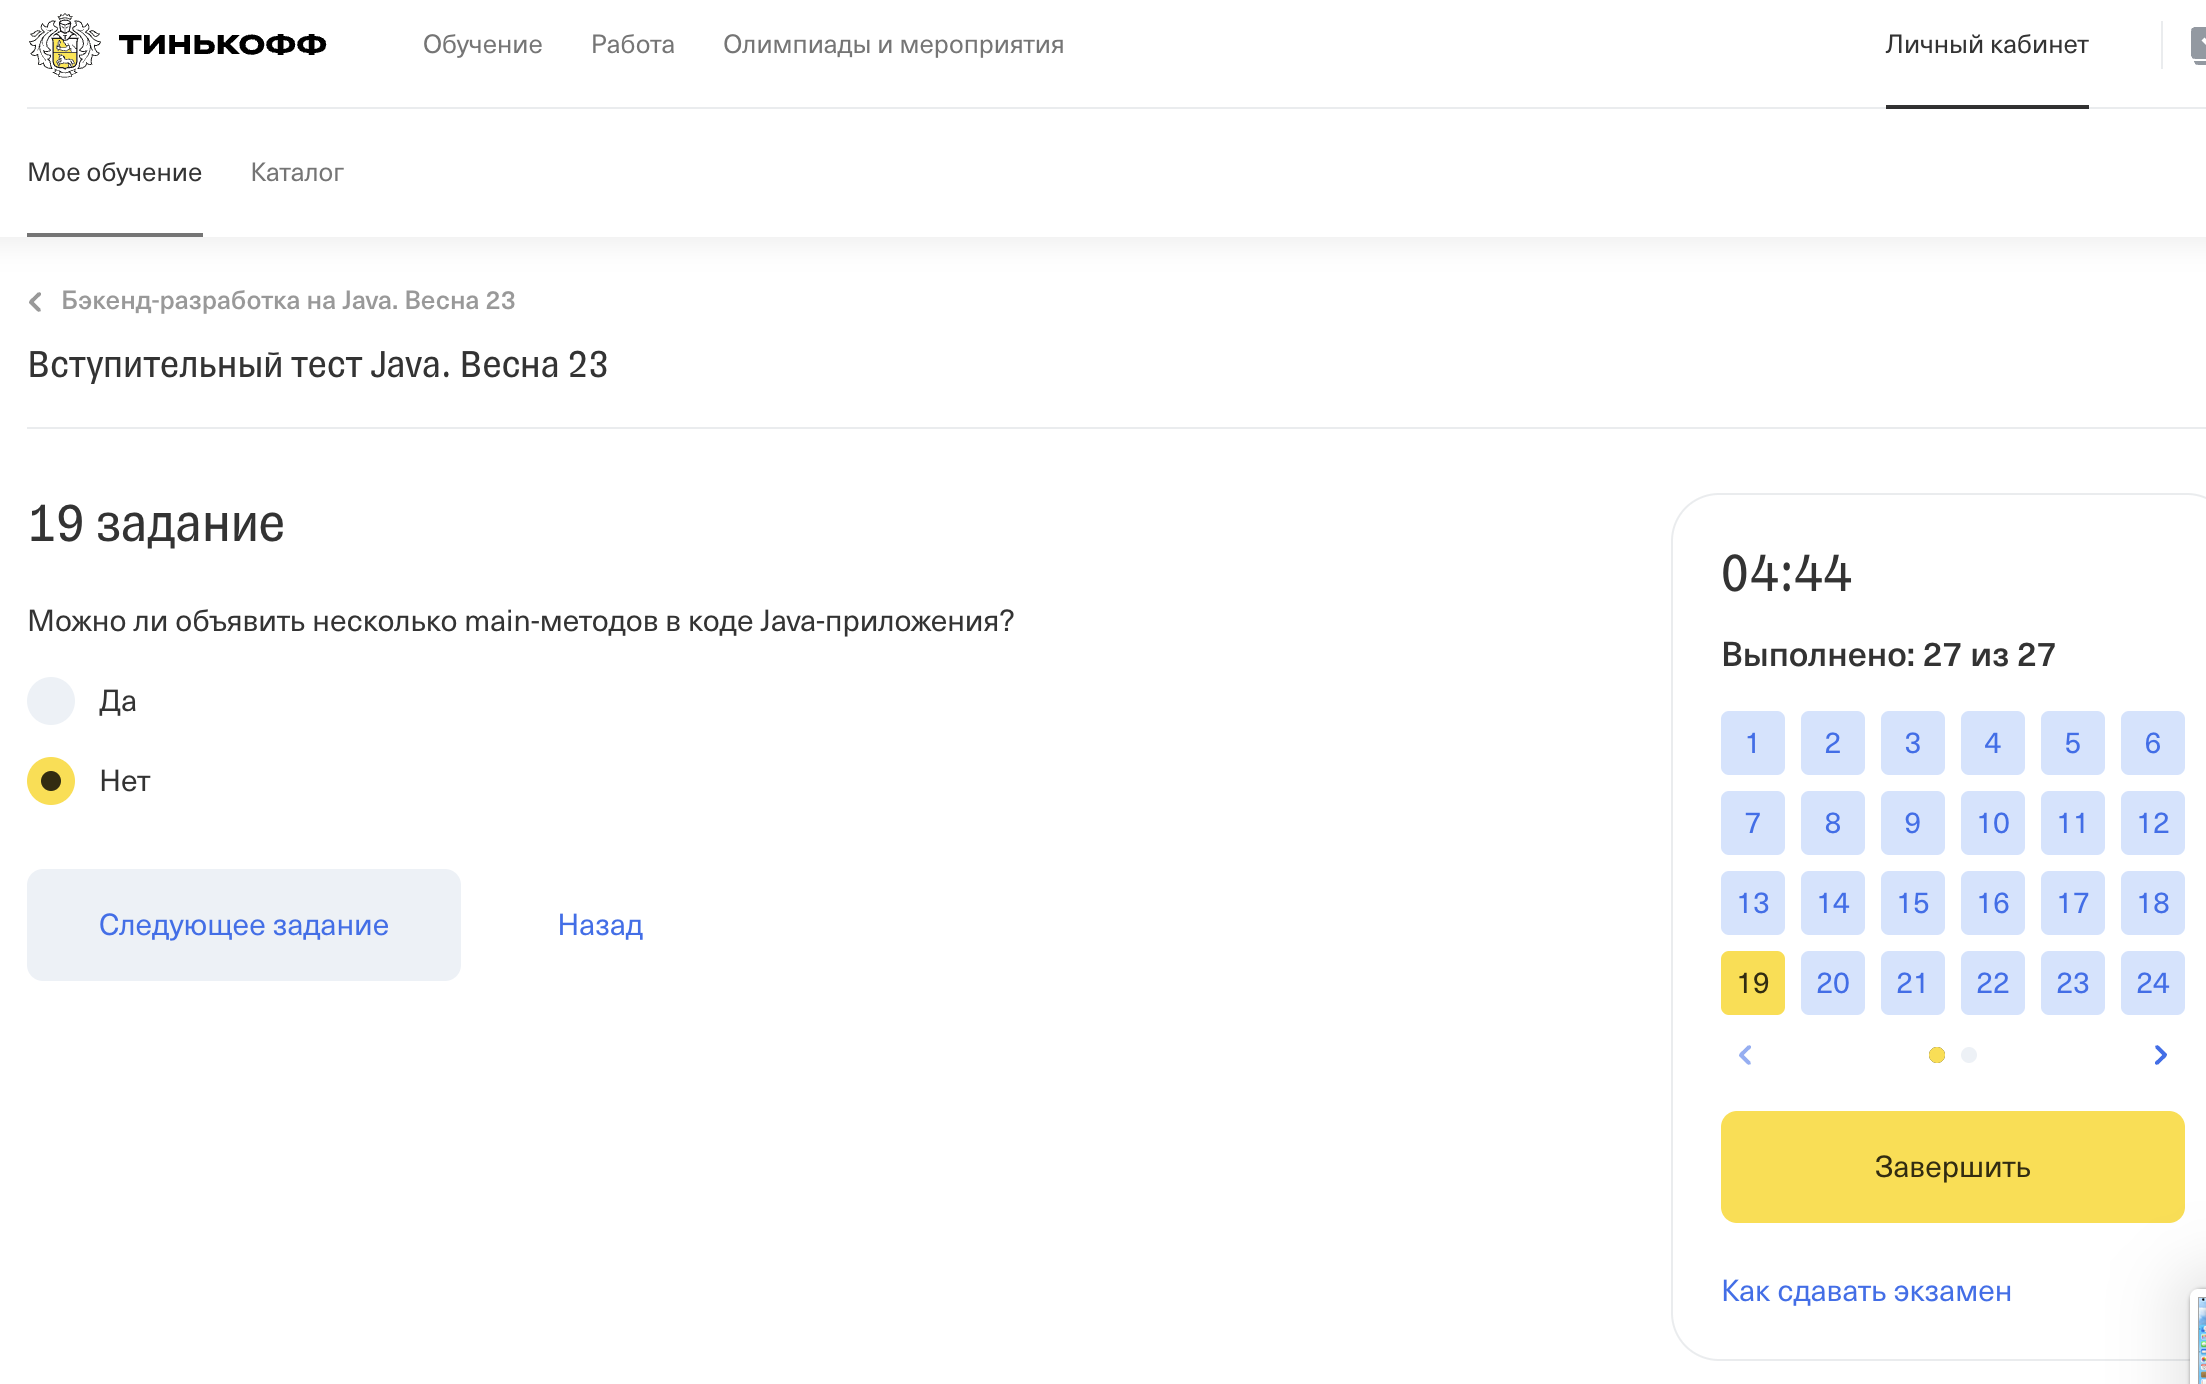 ТИНЬКОФФ
Обучение
Работа
Олимпиады и мероприятия
Личный кабинет
Мое обучение
Каталог
Бэкенд-разработка на Java. Весна 23
Вступительный тест Java. Весна 23
19 задание
Можно ли объявить несколько main-методов в коде Java-приложения?
Да
Нет
Следующее задание
Назад
04:44
Выполнено: 27 из 27
1 2 3 4 5 6
7 8 9 10 11 12
13 14 15 16 17 18
19 20 21 22 23 24
Завершить
Как сдавать экзамен